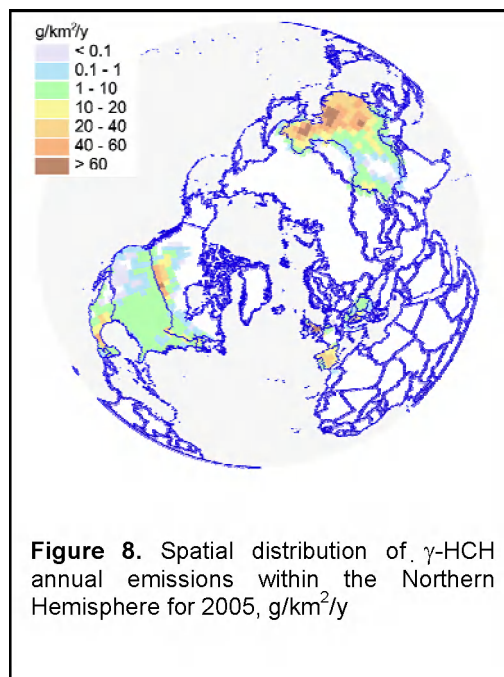 g/km²/y
< 0.1
0.1 - 1
1 - 10
10 - 20
20 - 40
40 - 60
> 60
Figure 8. Spatial distribution of γ-HCH
annual emissions within the Northern
Hemisphere for 2005, g/km²/y